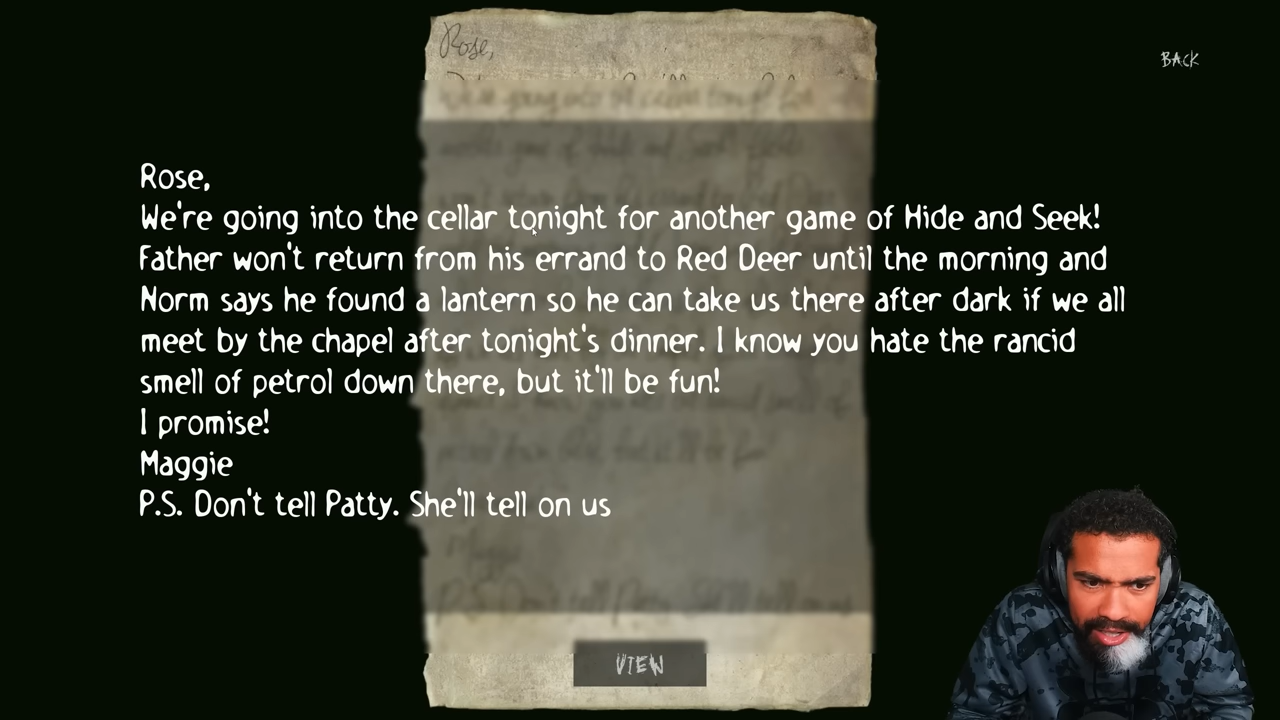 Rose,
BACK
Rose,
We're going into the cellar tonight for another game of Hide and Seek!
Father won't return from his errand to Red Deer until the morning and
Norm says he found a lantern so he can take us there after dark if we all
meet by the chapel after tonight's dinner. I know you hate the rancid
smell of petrol down there, but it'll be fun!
I promise!
Maggie
P.S. Don't tell Patty. She'll tell on us
VIEW